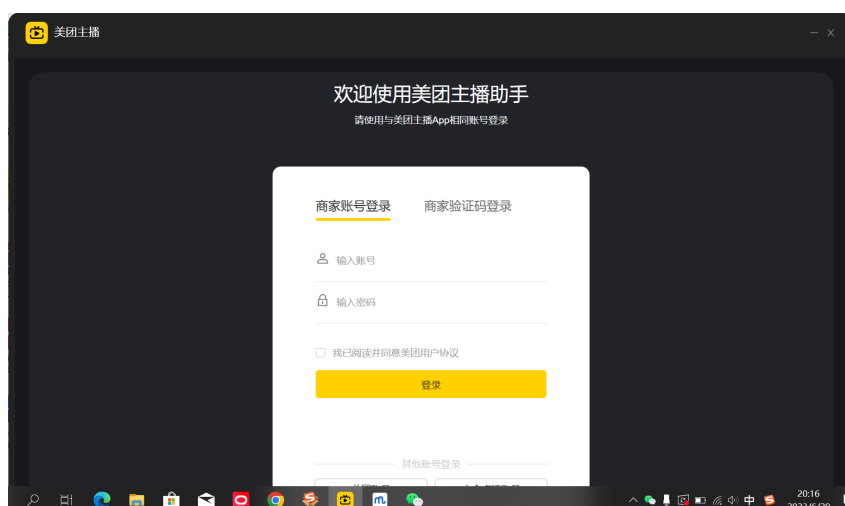 美团主播
欢迎使用美团主播助手
请使用与美团主播App相同账号登录
商家账号登录 商家验证码登录
输入账号
输入密码
我已阅读并同意美团用户协议
登录
其他账号登录
中
20:16